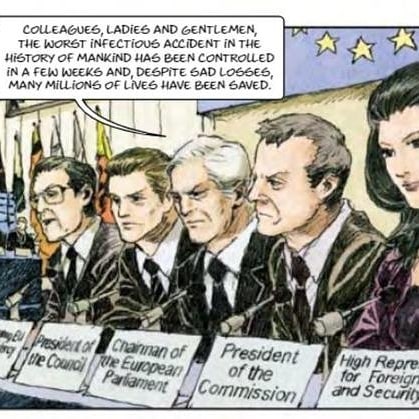 COLLEAGUES, LADIES AND GENTLEMEN,
THE WORST INFECTIOUS ACCIDENT IN THE
HISTORY OF MANKIND HAS BEEN CONTROLLED
IN A FEW WEEKS AND, DESPITE SAD LOSSES,
MANY MILLIONS OF LIVES HAVE BEEN SAVED.
President of
the Council
Chairman of
the European
Parliament
President
of the
Commission
High Repre
for Foreign
and Securi